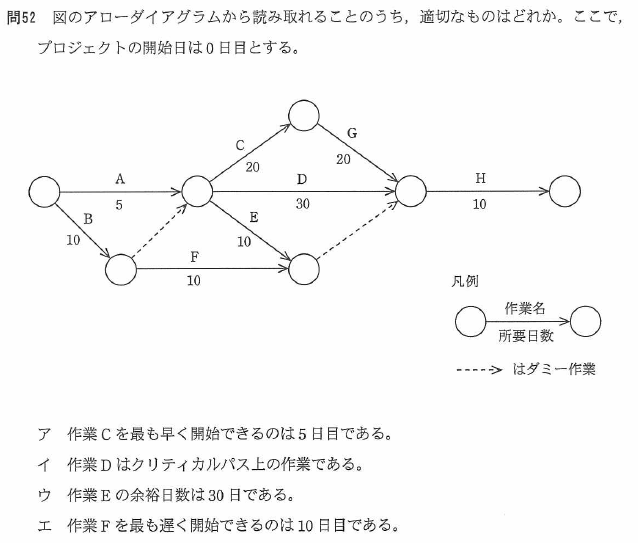 問52 図のアローダイアグラムから読み取れることのうち，適切なものはどれか。ここで，
プロジェクトの開始日は0日目とする。
C
20
G
20
A
5
D
30
H
10
B
10
E
10
F
10
凡例
作業名
所要日数
はダミー作業
ア 作業Cを最も早く開始できるのは5日目である。
イ 作業Dはクリティカルパス上の作業である。
ウ 作業Eの余裕日数は30日である。
エ 作業Fを最も遅く開始できるのは10日目である。